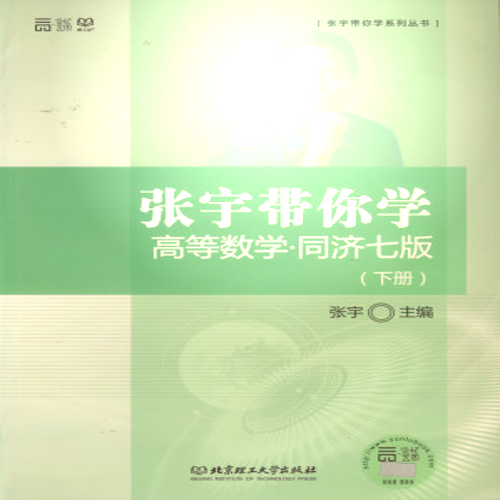 [ 张宇带你学系列丛书 ]
张宇带你学
高等数学·同济七版
（下册）
张宇 主编
北京理工大学出版社